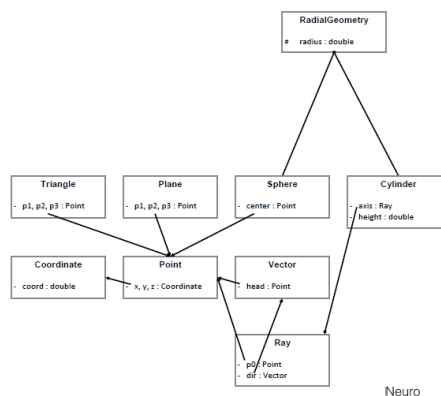 RadialGeometry
# radius : double
Triangle
- p1, p2, p3 : Point
Plane
- p1, p2, p3 : Point
Sphere
- center : Point
Cylinder
- axis : Ray
- height : double
Coordinate
- coord : double
Point
- x, y, z : Coordinate
Vector
- head : Point
Ray
- p0 : Point
- dir : Vector
Neuro